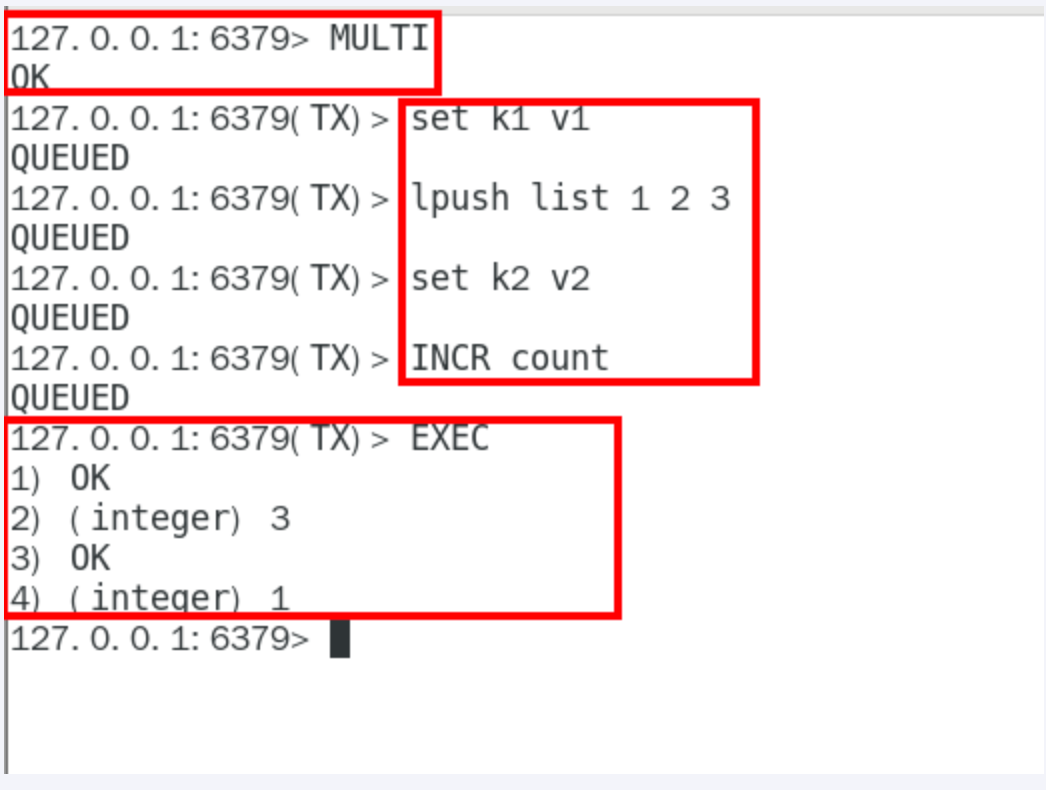 127.0.0.1:6379> MULTI
OK
127.0.0.1:6379(TX)> set k1 v1
QUEUED
127.0.0.1:6379(TX)> lpush list 1 2 3
QUEUED
127.0.0.1:6379(TX)> set k2 v2
QUEUED
127.0.0.1:6379(TX)> INCR count
QUEUED
127.0.0.1:6379(TX)> EXEC
1) OK
2) (integer) 3
3) OK
4) (integer) 1
127.0.0.1:6379>